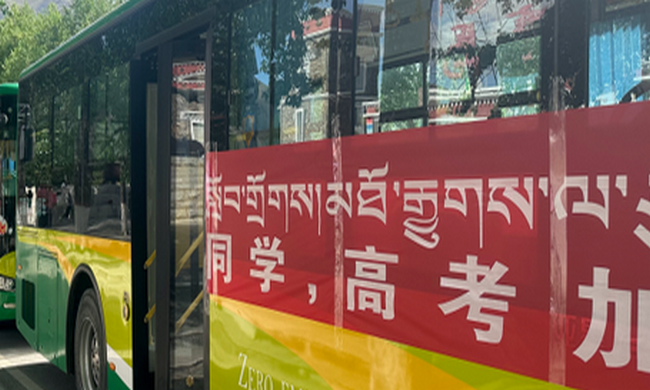 སློབ་གྲོགས། མཐོ་རྒྱུགས་ལ་
同学，高考加
ZERO